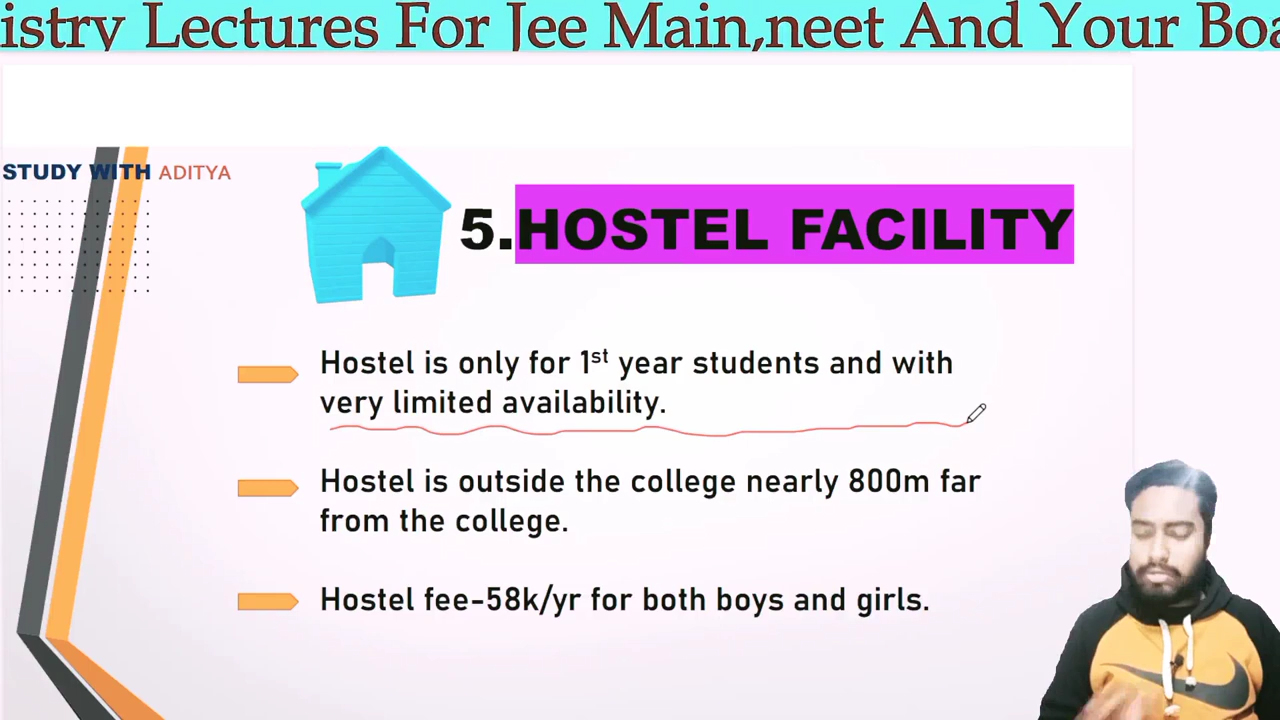 istry Lectures For Jee Main,neet And Your Boa
STUDY WITH ADITYA
5.HOSTEL FACILITY
Hostel is only for 1st year students and with
very limited availability.
Hostel is outside the college nearly 800m far
from the college.
Hostel fee-58k/yr for both boys and girls.